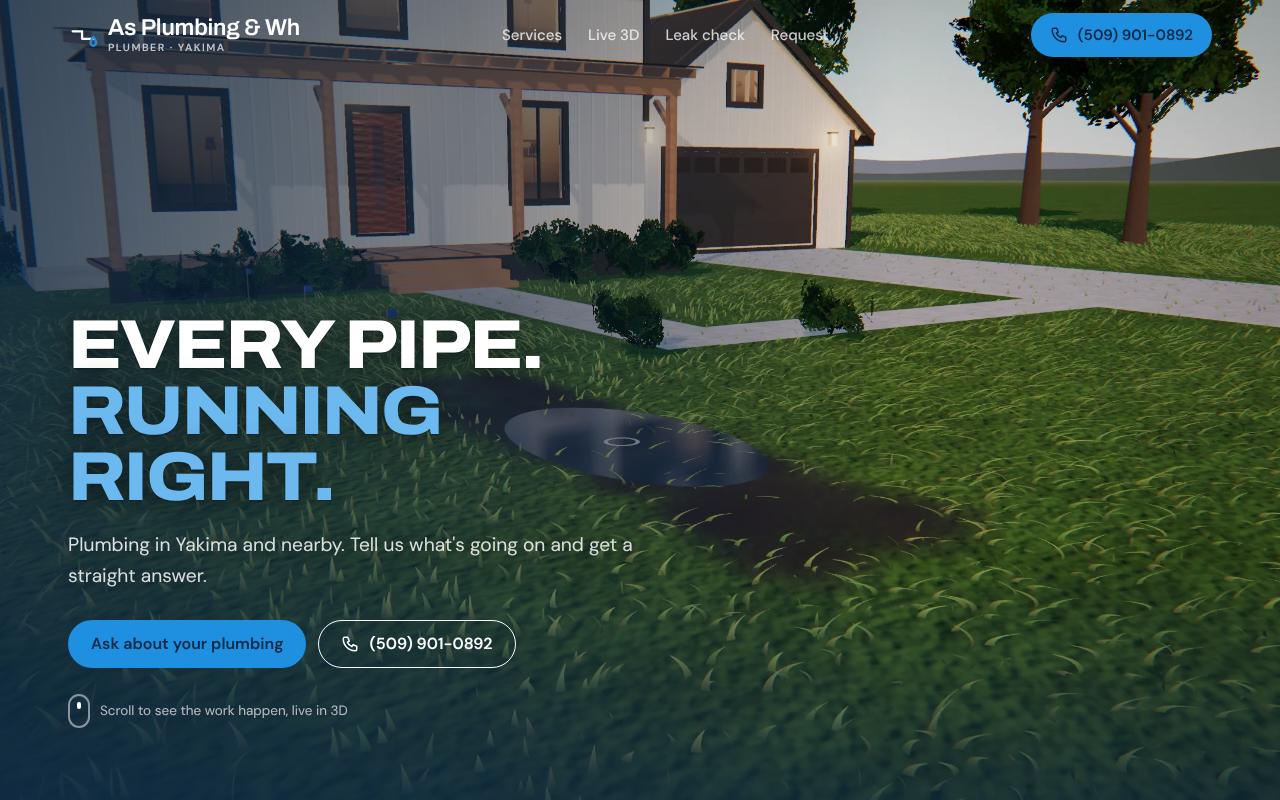 As Plumbing & Wh
PLUMBER · YAKIMA
Services
Live 3D
Leak check
Request
(509) 901-0892
EVERY PIPE.
RUNNING
RIGHT.
Plumbing in Yakima and nearby. Tell us what's going on and get a
straight answer.
Ask about your plumbing
(509) 901-0892
Scroll to see the work happen, live in 3D